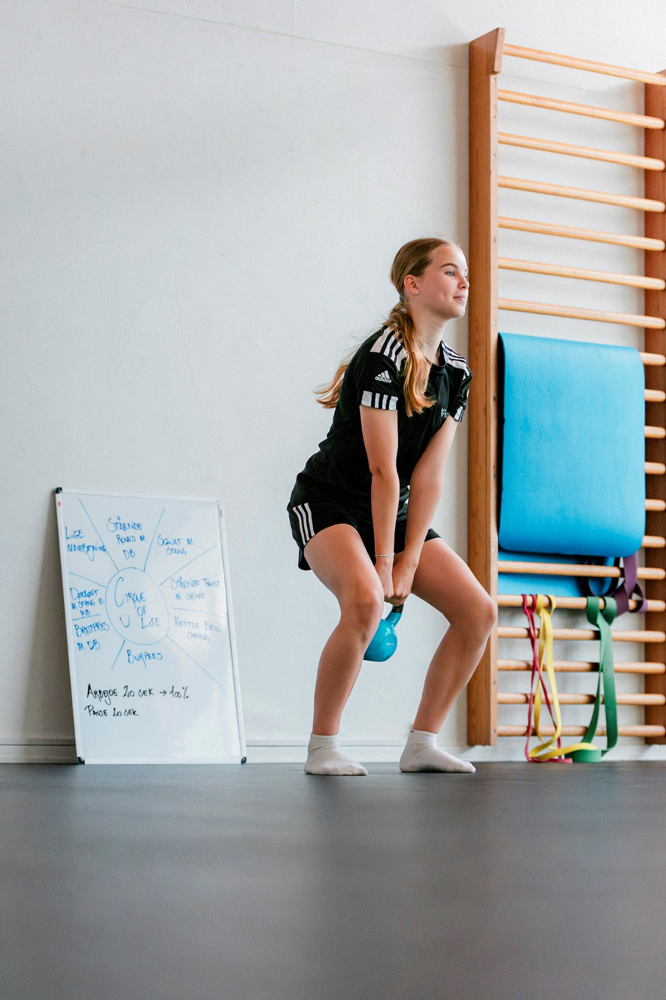 LIGE
MAVEBØJNING
STÅENDE
ROWS M.
DB
SQUAT M.
STANG
STÅENDE TWIST
M. SKIVE
KETTLE BELL
SWING
BURPEES
BRYSTPRES
M. DB
DØDLØFT
M. STANG EL.
KB
CIRCLE
OF
LIFE
ARBEJDE 20 SEK → 100%
PAUSE 20 SEK
adidas